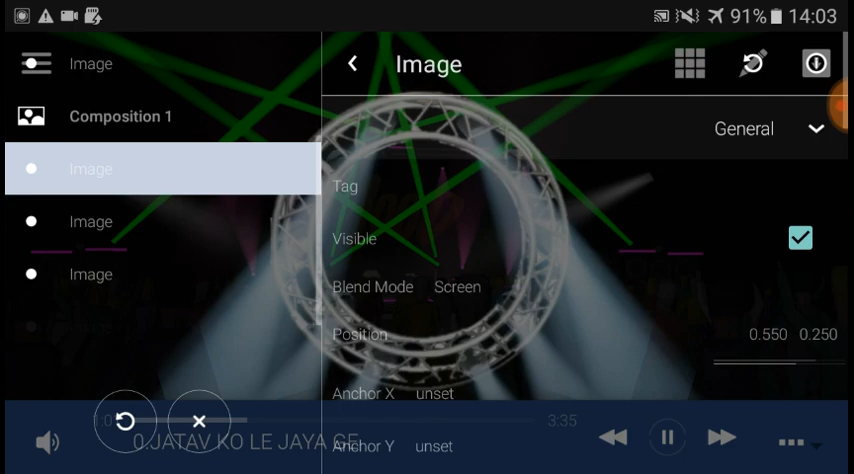 91% 14:03
Image
Image
Composition 1
General
Image
Tag
Image
Visible
Image
Blend Mode Screen
Position 0.550 0.250
Anchor X unset
3:35
0.JATAV KO LE JAYA GE
Anchor Y unset